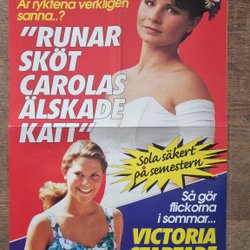 Är ryktena verkligen
sanna..?
"RUNAR
SKÖT
CAROLAS
ÄLSKADE
KATT"
Sola säkert
på semestern
Så gör
flickorna
i sommar...
VICTORIA